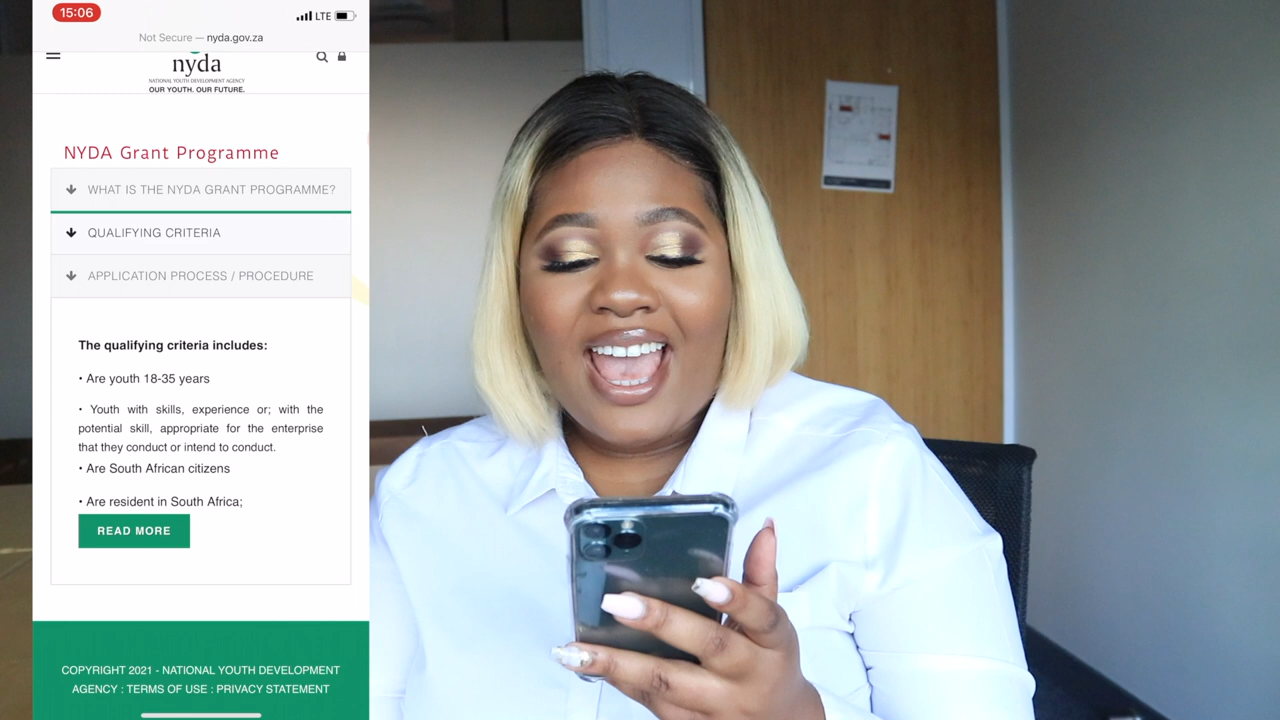 15:06
LTE
Not Secure — nyda.gov.za
nyda
NATIONAL YOUTH DEVELOPMENT AGENCY
OUR YOUTH. OUR FUTURE.
NYDA Grant Programme
WHAT IS THE NYDA GRANT PROGRAMME?
QUALIFYING CRITERIA
APPLICATION PROCESS / PROCEDURE
The qualifying criteria includes:
• Are youth 18-35 years
• Youth with skills, experience or; with the
potential skill, appropriate for the enterprise
that they conduct or intend to conduct.
• Are South African citizens
• Are resident in South Africa;
READ MORE
COPYRIGHT 2021 - NATIONAL YOUTH DEVELOPMENT
AGENCY : TERMS OF USE : PRIVACY STATEMENT